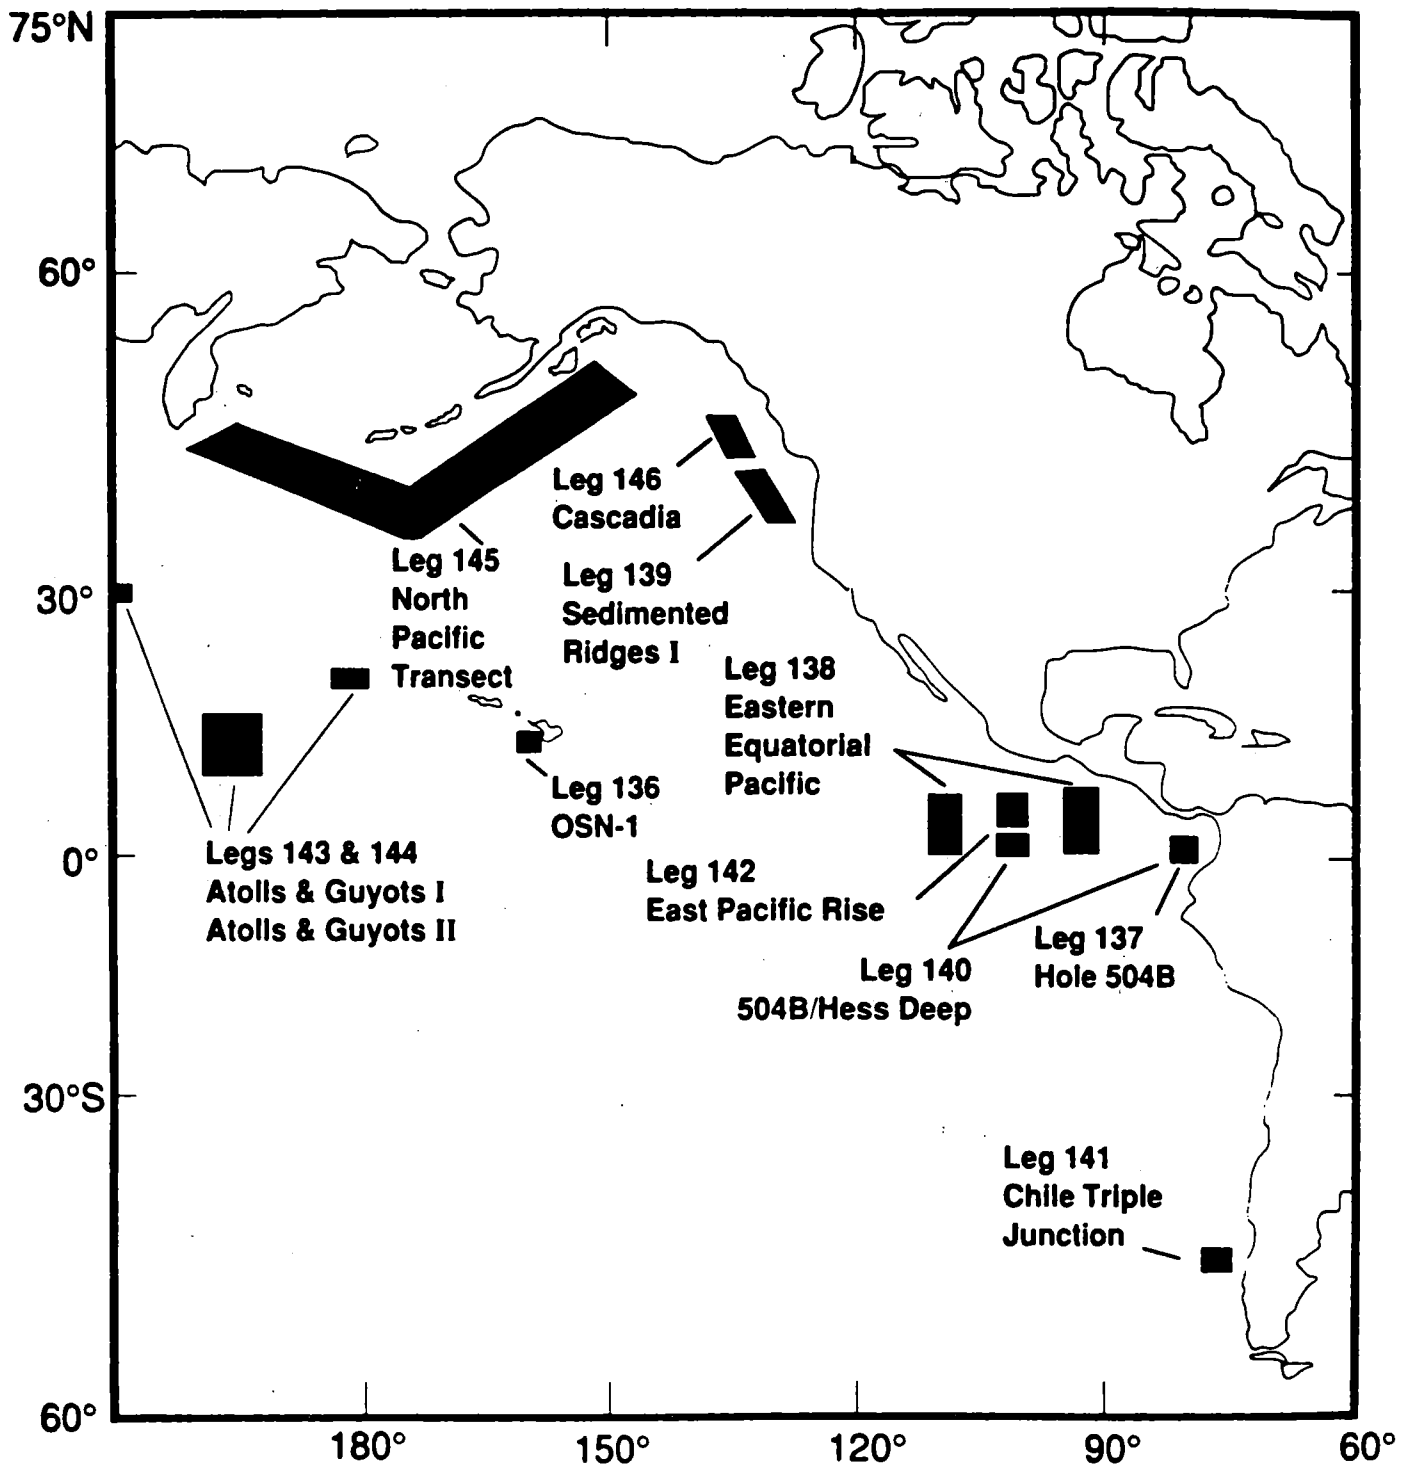 75°N
60°
30°
0°
30°S
60°
180°
150°
120°
90°
60°
Leg 146
Cascadia
Leg 145
North
Pacific
Transect
Leg 139
Sedimented
Ridges I
Leg 138
Eastern
Equatorial
Pacific
Leg 136
OSN-1
Legs 143 & 144
Atolls & Guyots I
Atolls & Guyots II
Leg 142
East Pacific Rise
Leg 140
504B/Hess Deep
Leg 137
Hole 504B
Leg 141
Chile Triple
Junction